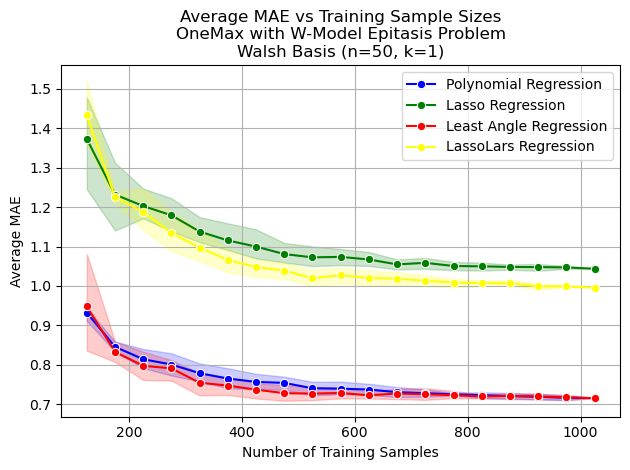 Average MAE vs Training Sample Sizes
OneMax with W-Model Epitasis Problem
Walsh Basis (n=50, k=1)
Polynomial Regression
Lasso Regression
Least Angle Regression
LassoLars Regression
Average MAE
1.5
1.4
1.3
1.2
1.1
1.0
0.9
0.8
0.7
200 400 600 800 1000
Number of Training Samples